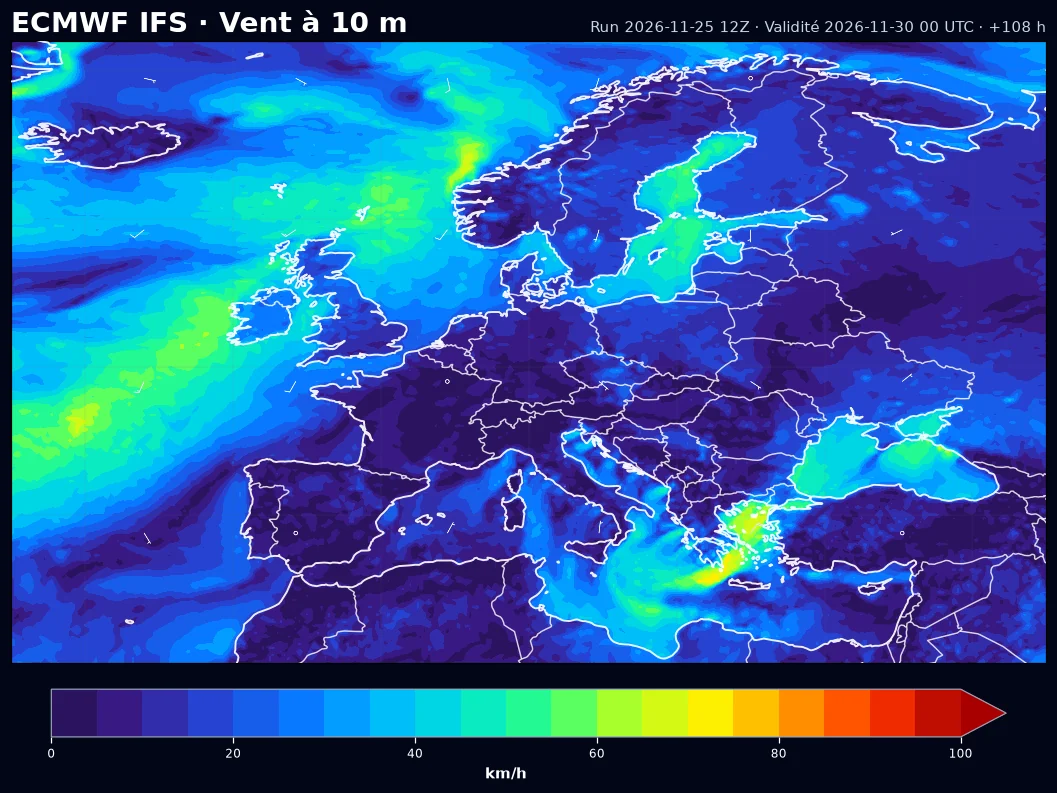 ECMWF IFS · Vent à 10 m
Run 2026-11-25 12Z · Validité 2026-11-30 00 UTC · +108 h
0 20 40 60 80 100
km/h